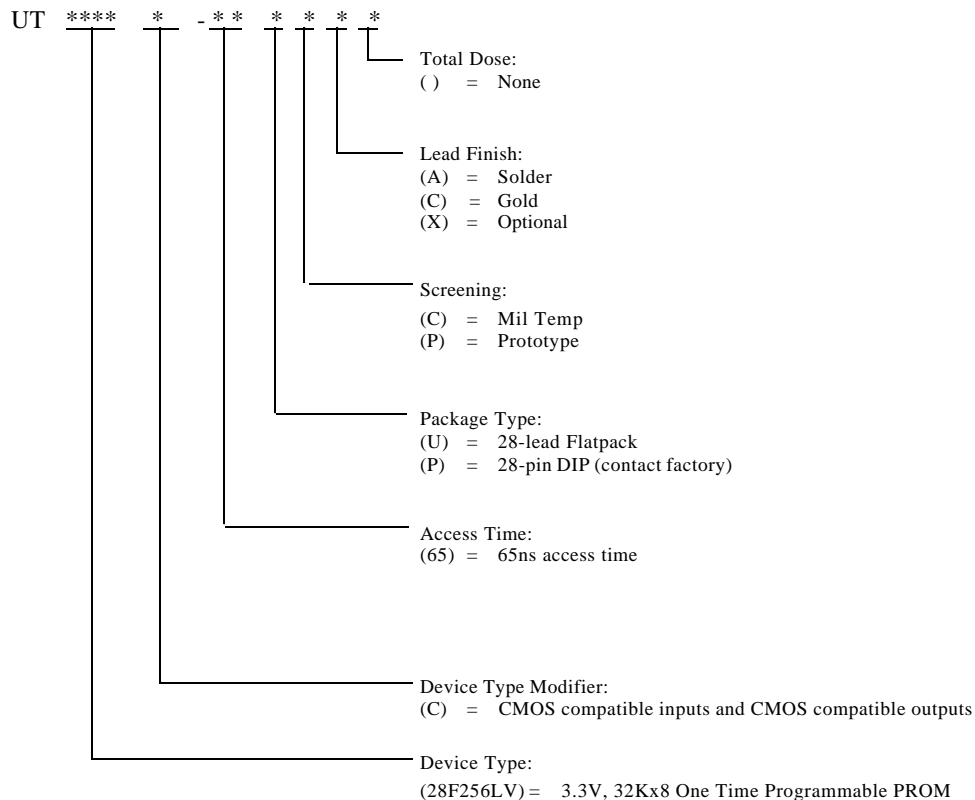 UT **** * - * * * * * *
Total Dose:
( ) = None
Lead Finish:
(A) = Solder
(C) = Gold
(X) = Optional
Screening:
(C) = Mil Temp
(P) = Prototype
Package Type:
(U) = 28-lead Flatpack
(P) = 28-pin DIP (contact factory)
Access Time:
(65) = 65ns access time
Device Type Modifier:
(C) = CMOS compatible inputs and CMOS compatible outputs
Device Type:
(28F256LV) = 3.3V, 32Kx8 One Time Programmable PROM